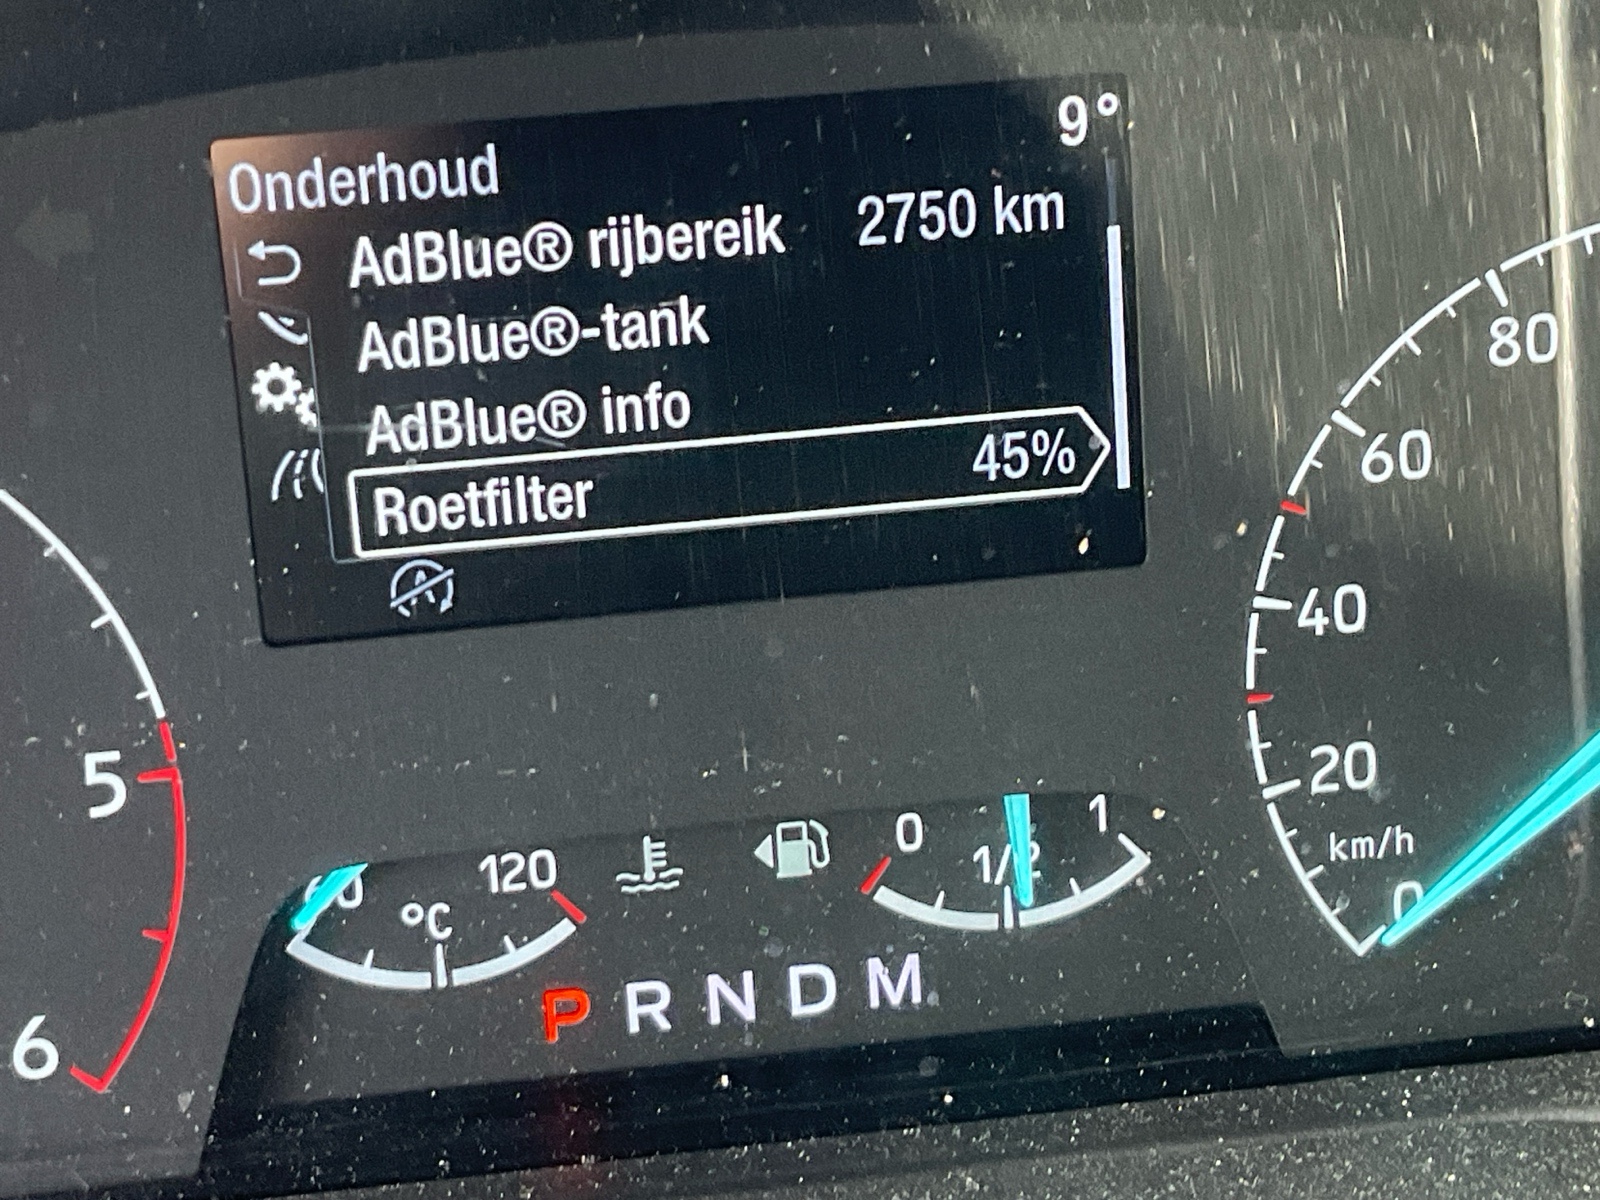 9°
Onderhoud
AdBlue® rijbereik 2750 km
AdBlue®-tank
AdBlue® info
Roetfilter 45%
A
80
60
40
20
km/h
0
5
6
60 120
°C
0 1/2 1
P R N D M